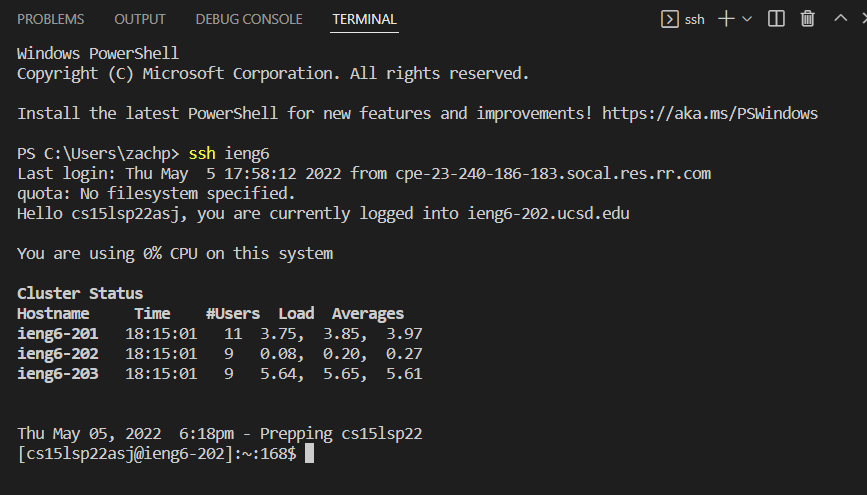 PROBLEMS OUTPUT DEBUG CONSOLE TERMINAL ssh
Windows PowerShell
Copyright (C) Microsoft Corporation. All rights reserved.
Install the latest PowerShell for new features and improvements! https://aka.ms/PSWindows
PS C:\Users\zachp> ssh ieng6
Last login: Thu May  5 17:58:12 2022 from cpe-23-240-186-183.socal.res.rr.com
quota: No filesystem specified.
Hello cs15lsp22asj, you are currently logged into ieng6-202.ucsd.edu
You are using 0% CPU on this system
Cluster Status
Hostname     Time    #Users  Load  Averages
ieng6-201   18:15:01   11  3.75,  3.85,  3.97
ieng6-202   18:15:01   9   0.08,  0.20,  0.27
ieng6-203   18:15:01   9   5.64,  5.65,  5.61
Thu May 05, 2022  6:18pm - Prepping cs15lsp22
[cs15lsp22asj@ieng6-202]:~:168$